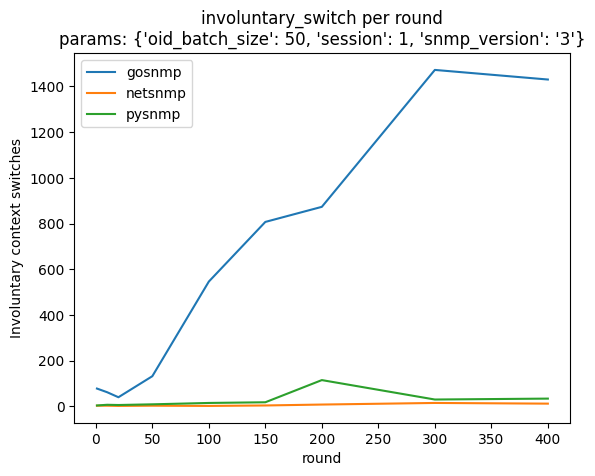 involuntary_switch per round
params: {'oid_batch_size': 50, 'session': 1, 'snmp_version': '3'}
gosnmp
netsnmp
pysnmp
Involuntary context switches
1400
1200
1000
800
600
400
200
0
0 50 100 150 200 250 300 350 400
round